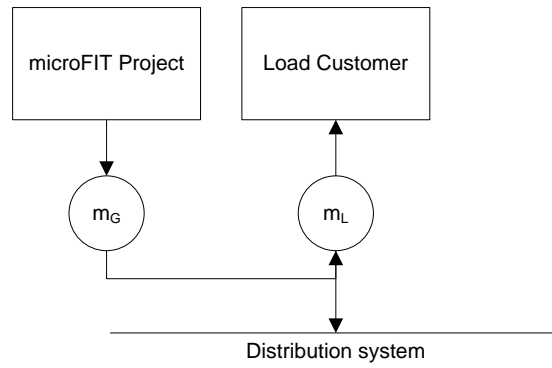 microFIT Project
Load Customer
mG
mL
Distribution system